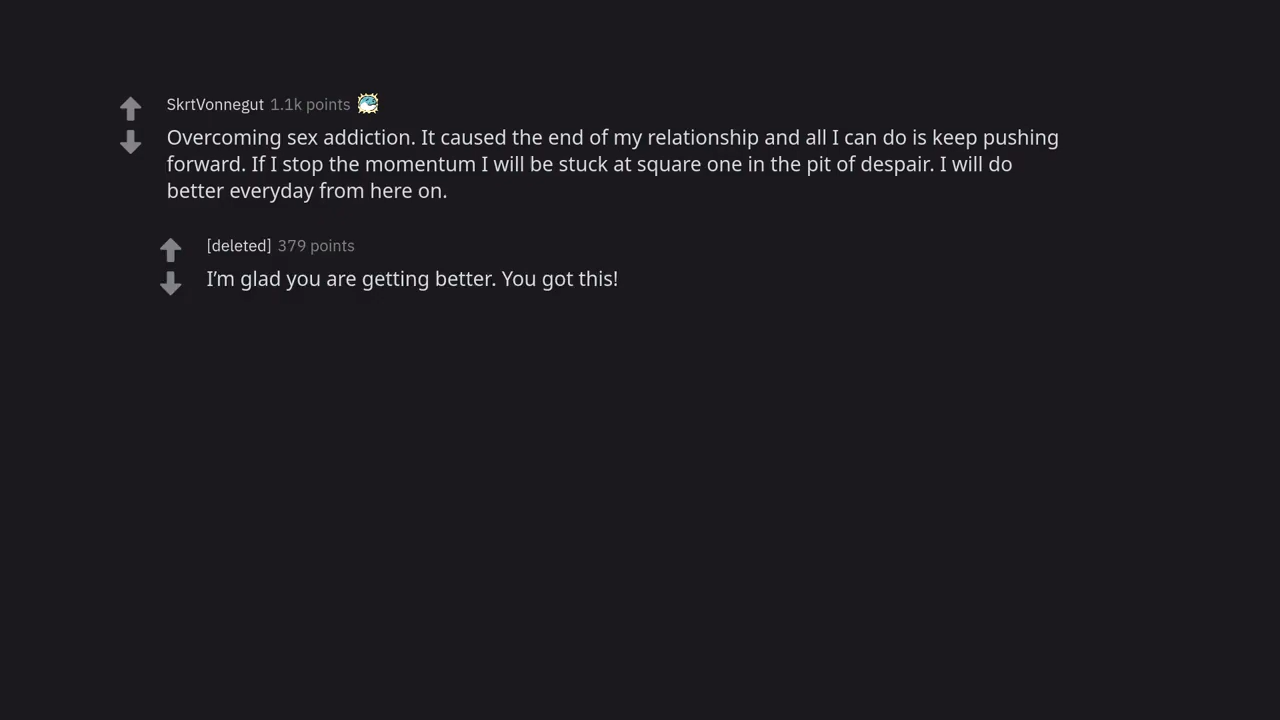 SkrtVonnegut 1.1k points
Overcoming sex addiction. It caused the end of my relationship and all I can do is keep pushing
forward. If I stop the momentum I will be stuck at square one in the pit of despair. I will do
better everyday from here on.
[deleted] 379 points
I’m glad you are getting better. You got this!